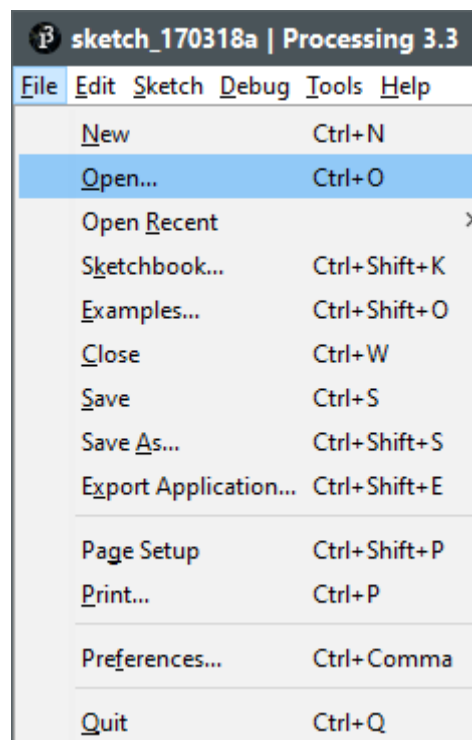 sketch_170318a | Processing 3.3
File Edit Sketch Debug Tools Help
New Ctrl+N
Open... Ctrl+O
Open Recent
Sketchbook... Ctrl+Shift+K
Examples... Ctrl+Shift+O
Close Ctrl+W
Save Ctrl+S
Save As... Ctrl+Shift+S
Export Application... Ctrl+Shift+E
Page Setup Ctrl+Shift+P
Print... Ctrl+P
Preferences... Ctrl+Comma
Quit Ctrl+Q